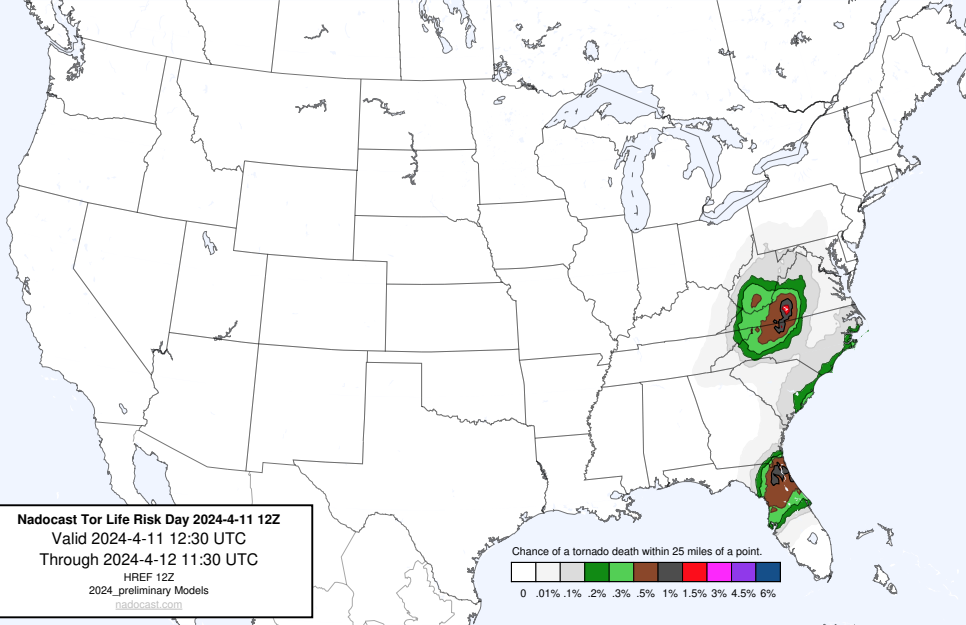 Nadocast Tor Life Risk Day 2024-4-11 12Z
Valid 2024-4-11 12:30 UTC
Through 2024-4-12 11:30 UTC
HREF 12Z
2024_preliminary Models
nadocast.com
Chance of a tornado death within 25 miles of a point.
0 .01% .1% .2% .3% .5% 1% 1.5% 3% 4.5% 6%